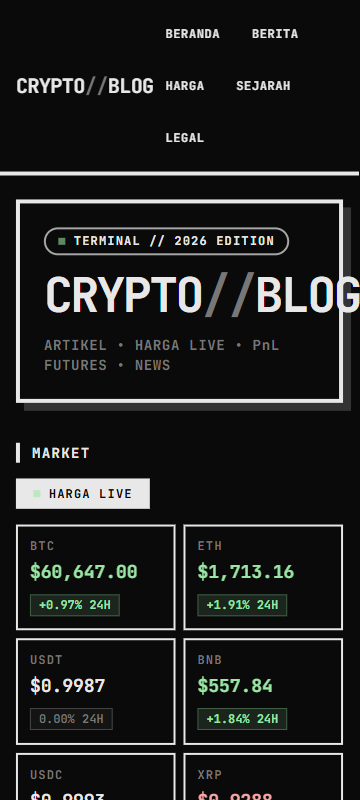 BERANDA BERITA
CRYPTO//BLOG HARGA SEJARAH
LEGAL
TERMINAL // 2026 EDITION
CRYPTO//BLOG
ARTIKEL • HARGA LIVE • PnL
FUTURES • NEWS
MARKET
HARGA LIVE
BTC ETH
$60,647.00 $1,713.16
+0.97% 24H +1.91% 24H
USDT BNB
$0.9987 $557.84
0.00% 24H +1.84% 24H
USDC XRP